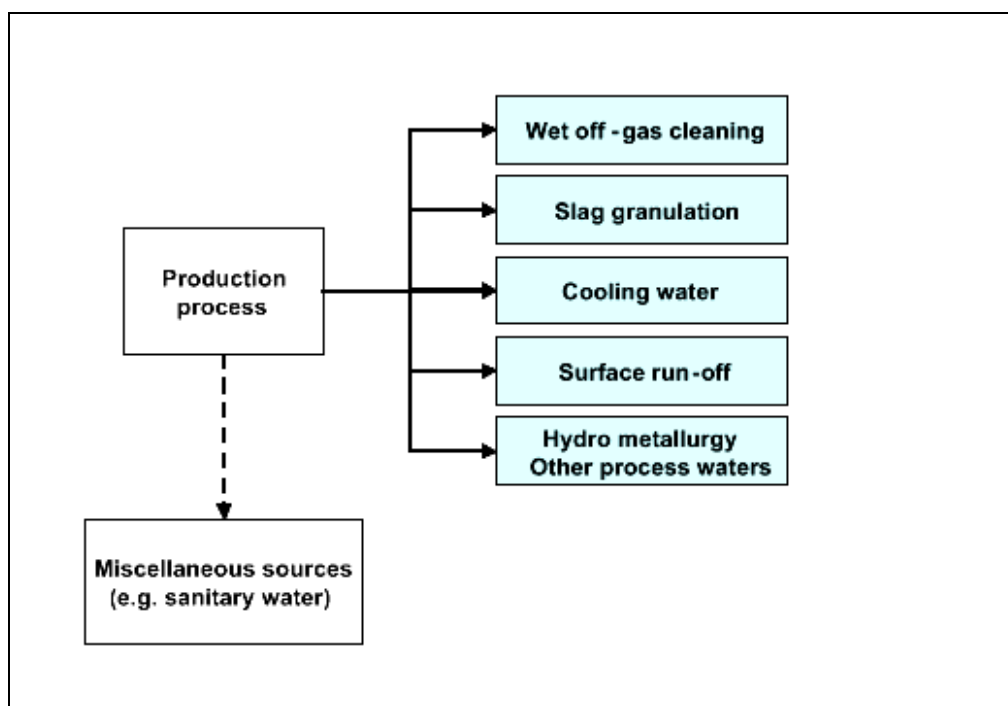 Wet off-gas cleaning
Slag granulation
Production
process
Cooling water
Surface run-off
Hydro metallurgy
Other process waters
Miscellaneous sources
(e.g. sanitary water)